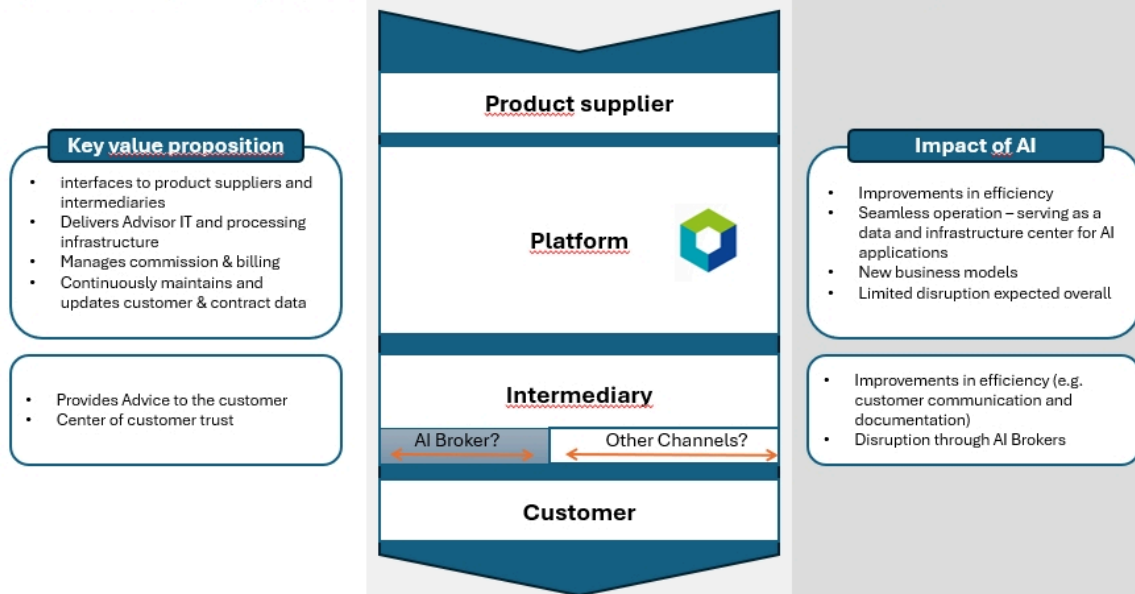 Key value proposition
interfaces to product suppliers and
intermediaries
Delivers Advisor IT and processing
infrastructure
Manages commission & billing
Continuously maintains and
updates customer & contract data
Provides Advice to the customer
Center of customer trust
Product supplier
Platform
Intermediary
AI Broker?
Other Channels?
Customer
Impact of AI
Improvements in efficiency
Seamless operation – serving as a
data and infrastructure center for AI
applications
New business models
Limited disruption expected overall
Improvements in efficiency (e.g.
customer communication and
documentation)
Disruption through AI Brokers